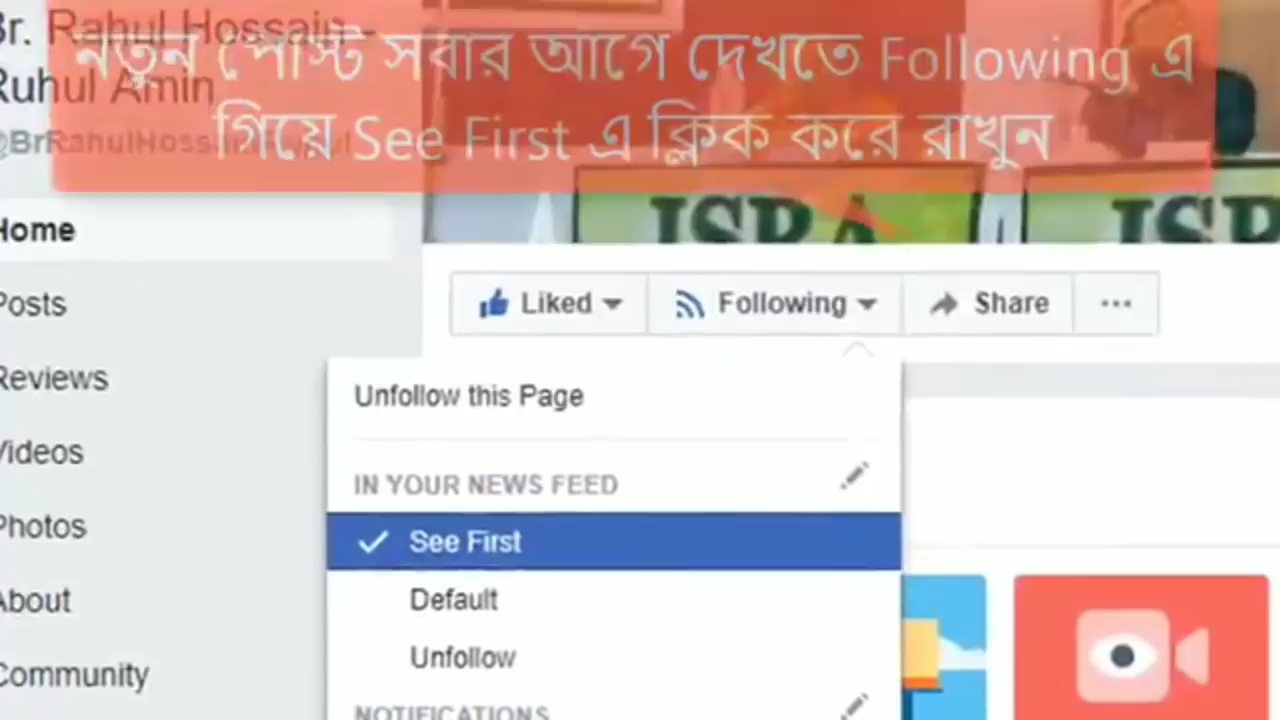 Br. Rahul Hossain -
Ruhul Amin
নতুন পোস্ট সবার আগে দেখতে Following এ
গিয়ে See First এ ক্লিক করে রাখুন
Home
Posts
Reviews
Videos
Photos
About
Community
ISRA
Liked
Following
Share
Unfollow this Page
IN YOUR NEWS FEED
See First
Default
Unfollow
NOTIFICATIONS